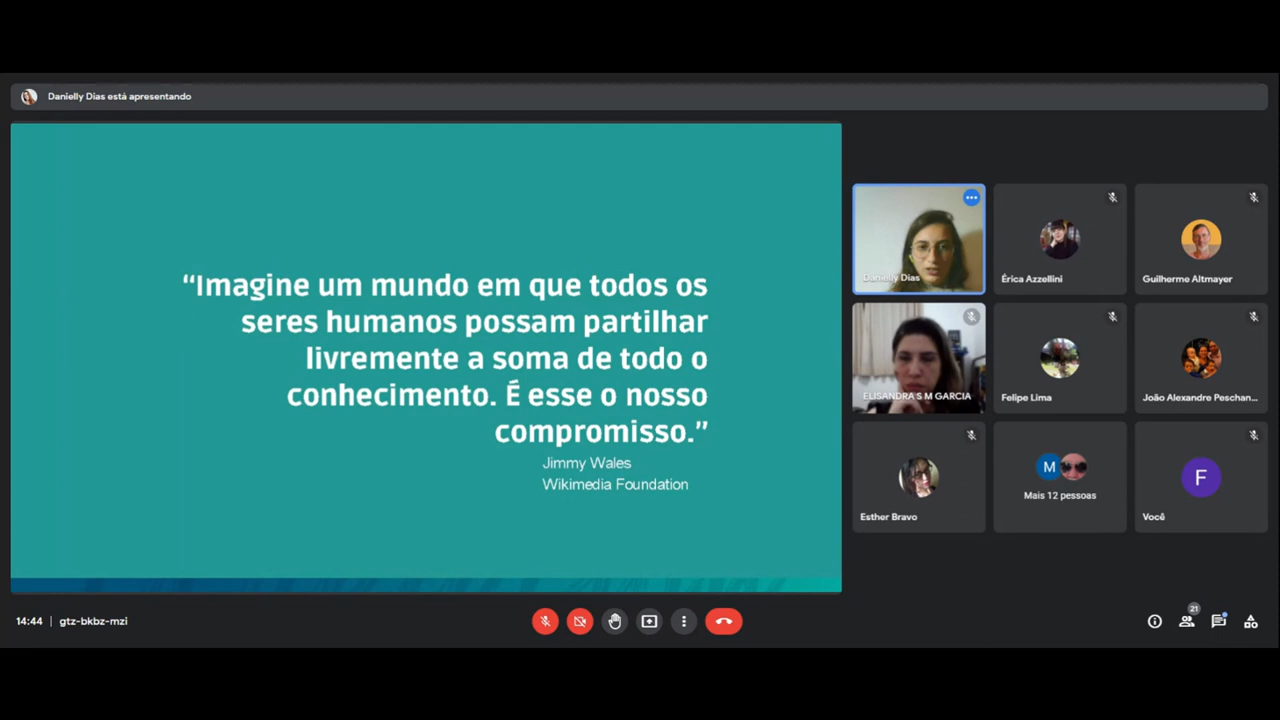 Danielly Dias está apresentando
“Imagine um mundo em que todos os
seres humanos possam partilhar
livremente a soma de todo o
conhecimento. É esse o nosso
compromisso.”
Jimmy Wales
Wikimedia Foundation
Danielly Dias
Érica Azzellini
Guilherme Altmayer
ELISANDRA S M GARCIA
Felipe Lima
João Alexandre Peschan...
Esther Bravo
M
Mais 12 pessoas
F
Você
14:44 | gtz-bkbz-mzi
21